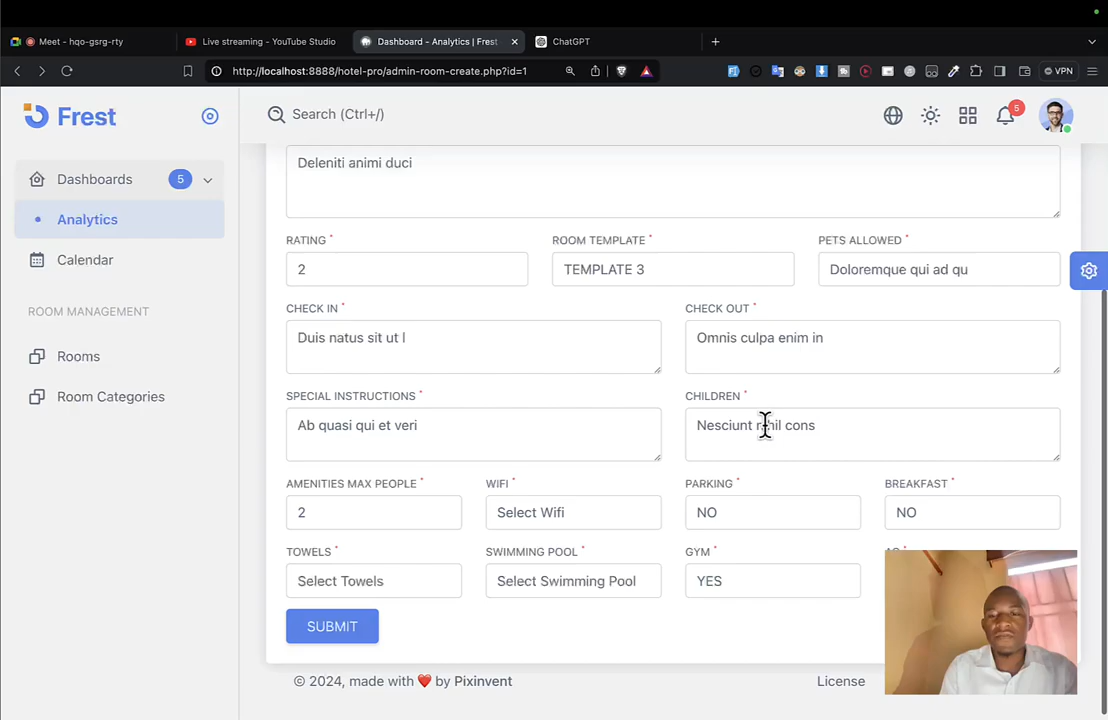 Meet - hqo-gsrg-rty
Live streaming - YouTube Studio
Dashboard - Analytics | Frest
ChatGPT
http://localhost:8888/hotel-pro/admin-room-create.php?id=1
VPN
Frest
Search (Ctrl+/)
5
Dashboards
5
Analytics
Calendar
ROOM MANAGEMENT
Rooms
Room Categories
Deleniti animi duci
RATING *
ROOM TEMPLATE *
PETS ALLOWED *
2
TEMPLATE 3
Doloremque qui ad qu
CHECK IN *
CHECK OUT *
Duis natus sit ut l
Omnis culpa enim in
SPECIAL INSTRUCTIONS *
CHILDREN *
Ab quasi qui et veri
Nesciunt nihil cons
AMENITIES MAX PEOPLE *
WIFI *
PARKING *
BREAKFAST *
2
Select Wifi
NO
NO
TOWELS *
SWIMMING POOL *
GYM *
Select Towels
Select Swimming Pool
YES
SUBMIT
© 2024, made with ❤️ by Pixinvent
License